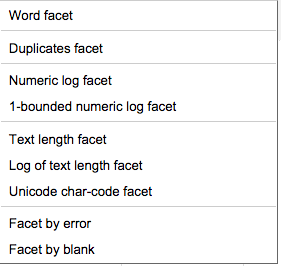 Word facet
Duplicates facet
Numeric log facet
1-bounded numeric log facet
Text length facet
Log of text length facet
Unicode char-code facet
Facet by error
Facet by blank